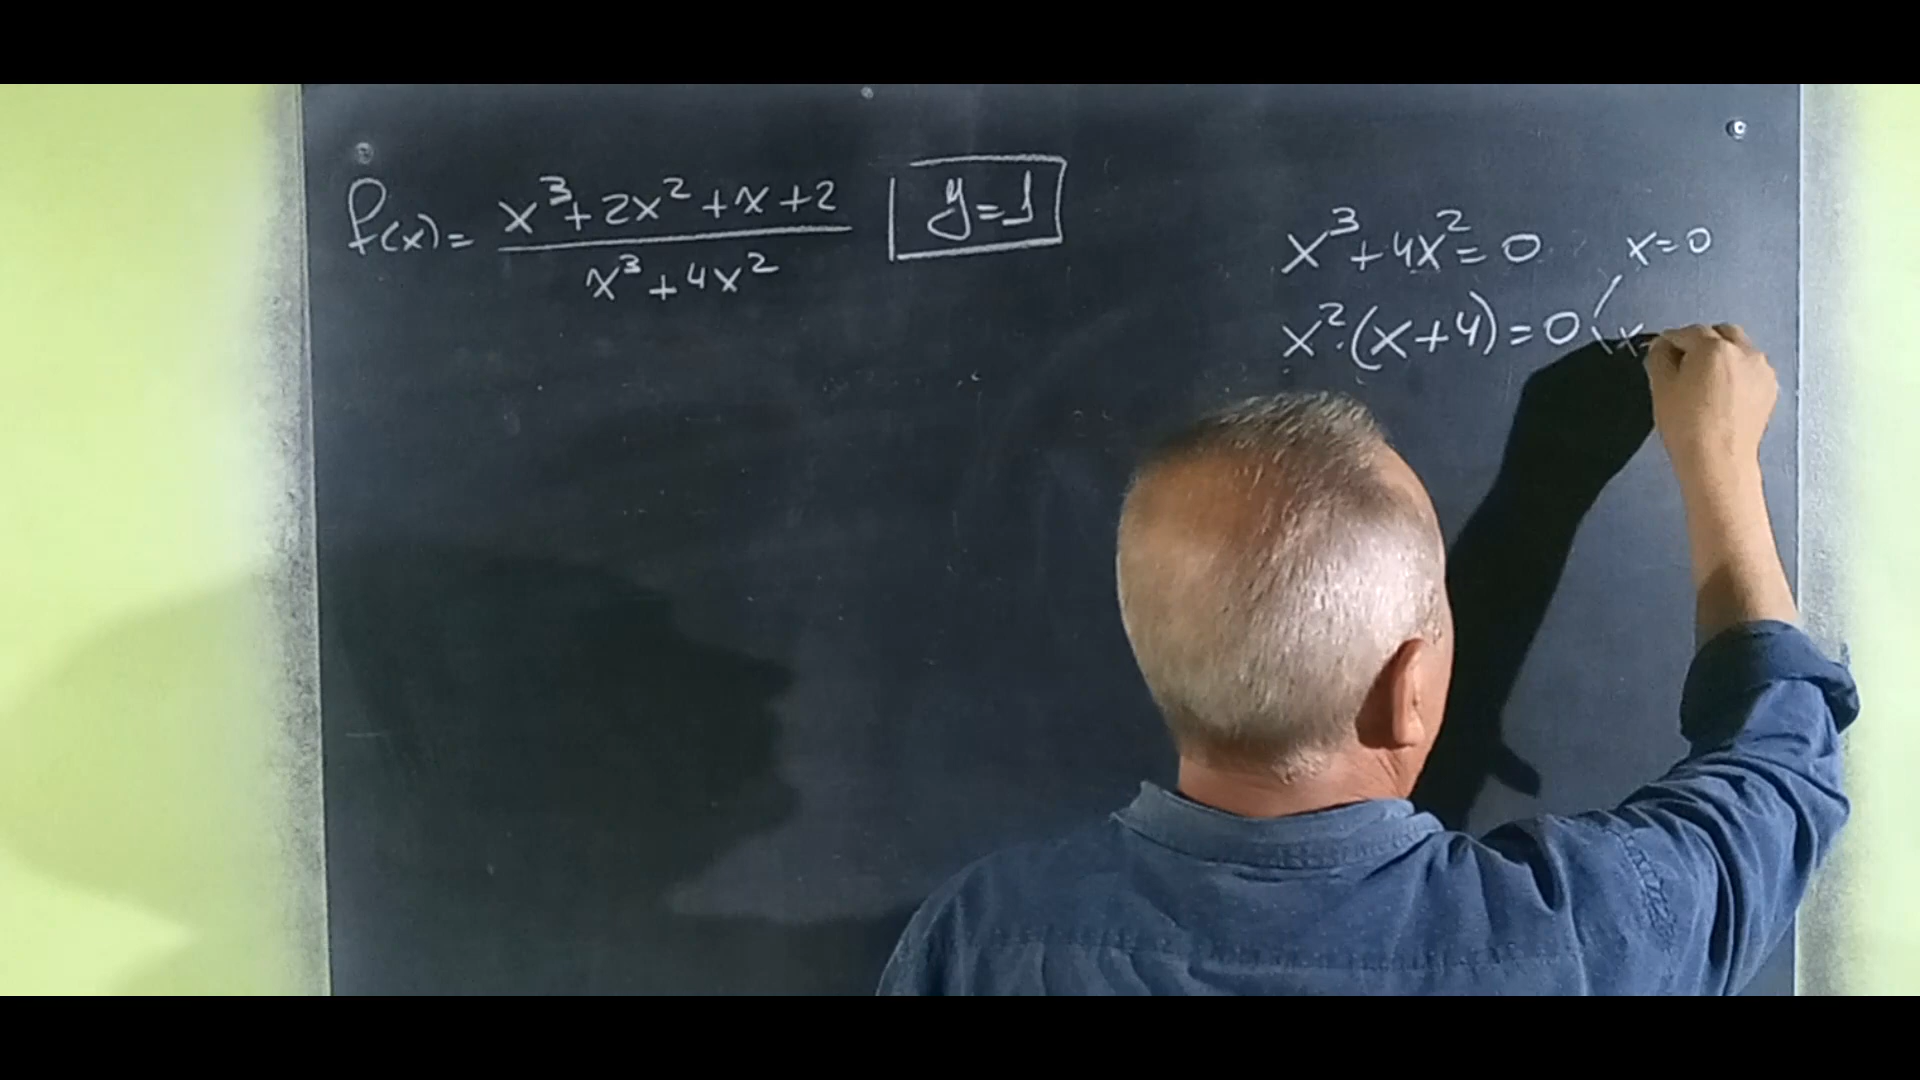 f(x) = (x³+2x²+x+2)/(x³+4x²)
y=1
x³+4x²=0
x=0
x²·(x+4)=0
x